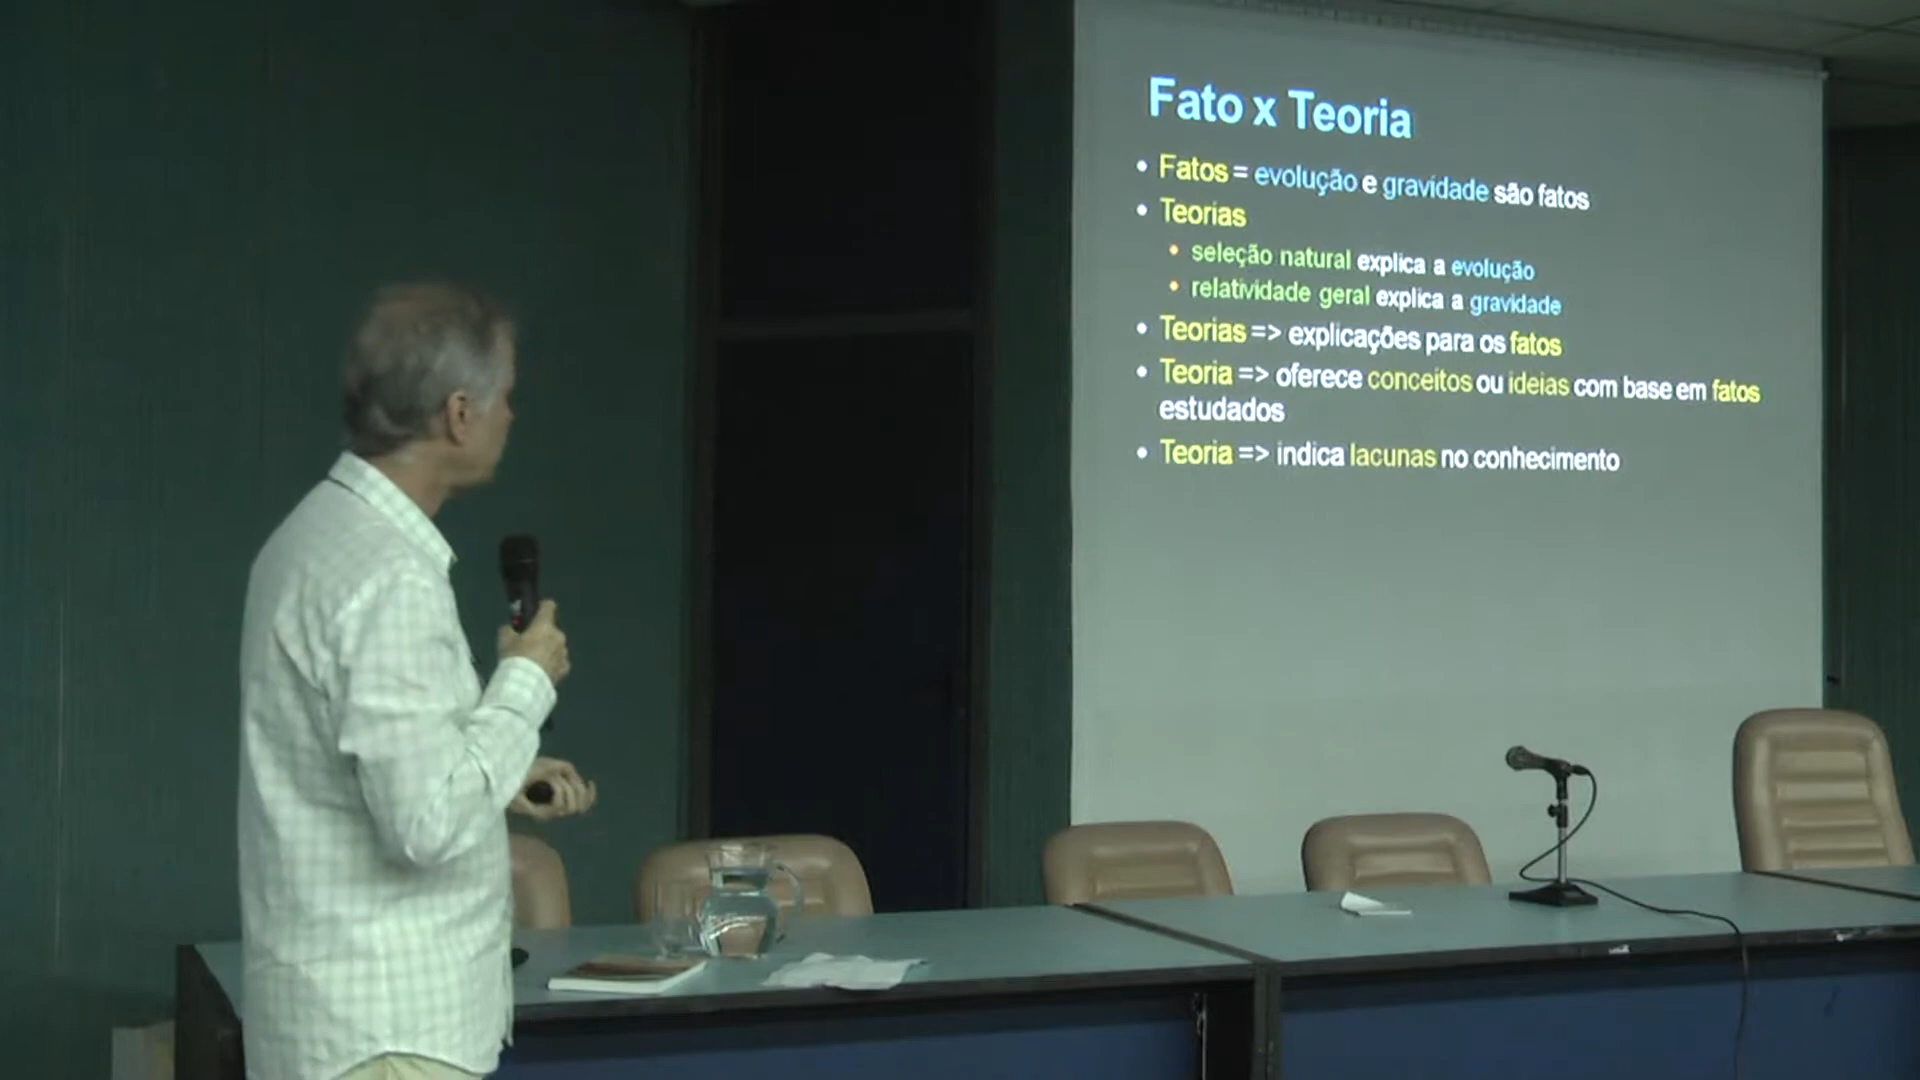 Fato x Teoria
• Fatos = evolução e gravidade são fatos
• Teorias
• seleção natural explica a evolução
• relatividade geral explica a gravidade
• Teorias => explicações para os fatos
• Teoria => oferece conceitos ou ideias com base em fatos
estudados
• Teoria => indica lacunas no conhecimento